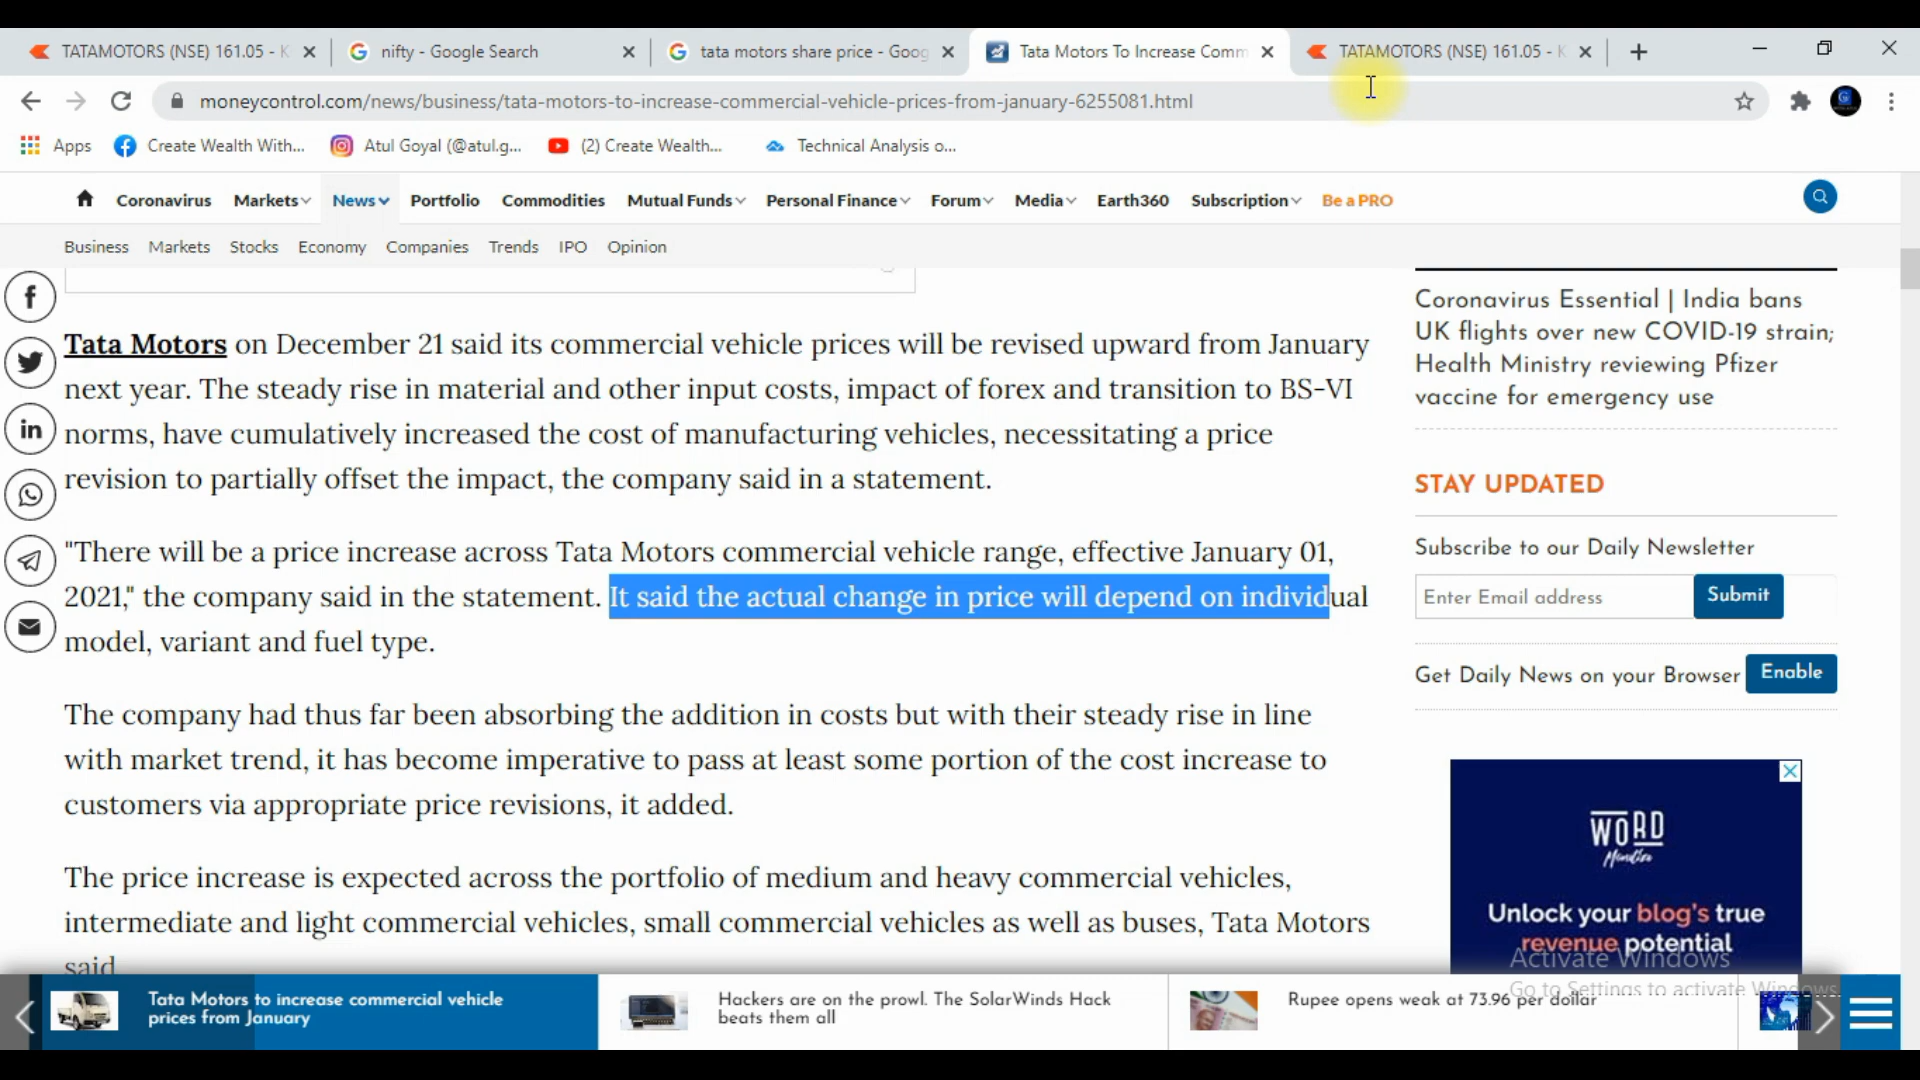 TATAMOTORS (NSE) 161.05 - K
nifty - Google Search
tata motors share price - Goog
Tata Motors To Increase Comm
TATAMOTORS (NSE) 161.05 - K
moneycontrol.com/news/business/tata-motors-to-increase-commercial-vehicle-prices-from-january-6255081.html
Apps
Create Wealth With...
Atul Goyal (@atul.g...
(2) Create Wealth...
Technical Analysis o...
Coronavirus Markets News Portfolio Commodities Mutual Funds Personal Finance Forum Media Earth360 Subscription Be a PRO
Business Markets Stocks Economy Companies Trends IPO Opinion
Tata Motors on December 21 said its commercial vehicle prices will be revised upward from January
next year. The steady rise in material and other input costs, impact of forex and transition to BS-VI
norms, have cumulatively increased the cost of manufacturing vehicles, necessitating a price
revision to partially offset the impact, the company said in a statement.
"There will be a price increase across Tata Motors commercial vehicle range, effective January 01,
2021," the company said in the statement. It said the actual change in price will depend on individual
model, variant and fuel type.
The company had thus far been absorbing the addition in costs but with their steady rise in line
with market trend, it has become imperative to pass at least some portion of the cost increase to
customers via appropriate price revisions, it added.
The price increase is expected across the portfolio of medium and heavy commercial vehicles,
intermediate and light commercial vehicles, small commercial vehicles as well as buses, Tata Motors
said
Coronavirus Essential | India bans
UK flights over new COVID-19 strain;
Health Ministry reviewing Pfizer
vaccine for emergency use
STAY UPDATED
Subscribe to our Daily Newsletter
Enter Email address
Submit
Get Daily News on your Browser
Enable
WORD
Monetize
Unlock your blog's true
revenue potential
Activate Windows
Go to Settings to activate Windows.
Tata Motors to increase commercial vehicle
prices from January
Hackers are on the prowl. The SolarWinds Hack
beats them all
Rupee opens weak at 73.96 per dollar